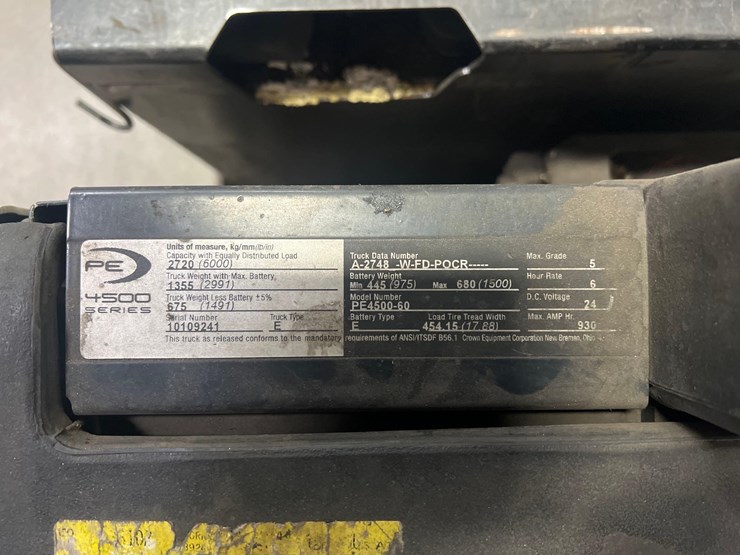 PE
4500
SERIES
Units of measure, Kg/mm (lb/in)
Capacity with Equally Distributed Load
2720 (6000)
Truck Weight with Max. Battery,
1355 (2991)
Truck Weight Less Battery ±5%
675 (1491)
Serial Number Truck Type
10109241 E
Truck Data Number Max. Grade
A-2748 -W-FD-POCR----- 5
Battery Weight Hour Rate
Min 445 (975) Max 680 (1500) 6
Model Number D.C. Voltage
PE4500-60 24
Battery Type Load Tire Tread Width Max. AMP Hr.
E 454.15 (17.88) 930
This truck as released conforms to the mandatory requirements of ANSI/ITSDF B56.1 Crown Equipment Corporation New Bremen, Ohio